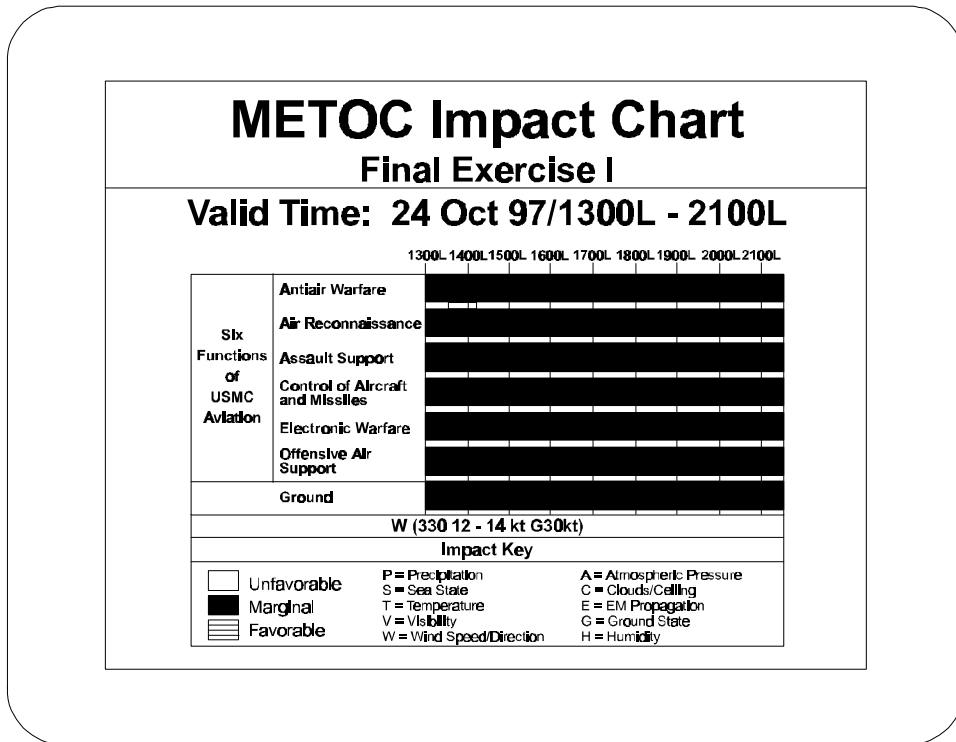 METOC Impact Chart
Final Exercise I
Valid Time: 24 Oct 97/1300L - 2100L
1300L 1400L 1500L 1600L 1700L 1800L 1900L 2000L 2100L
Six
Functions
of
USMC
Aviation
Antiair Warfare
Air Reconnaissance
Assault Support
Control of Aircraft
and Missiles
Electronic Warfare
Offensive Air
Support
Ground
W (330 12 - 14 kt G30kt)
Impact Key
Unfavorable
Marginal
Favorable
P = Precipitation
S = Sea State
T = Temperature
V = Visibility
W = Wind Speed/Direction
A = Atmospheric Pressure
C = Clouds/Ceiling
E = EM Propagation
G = Ground State
H = Humidity